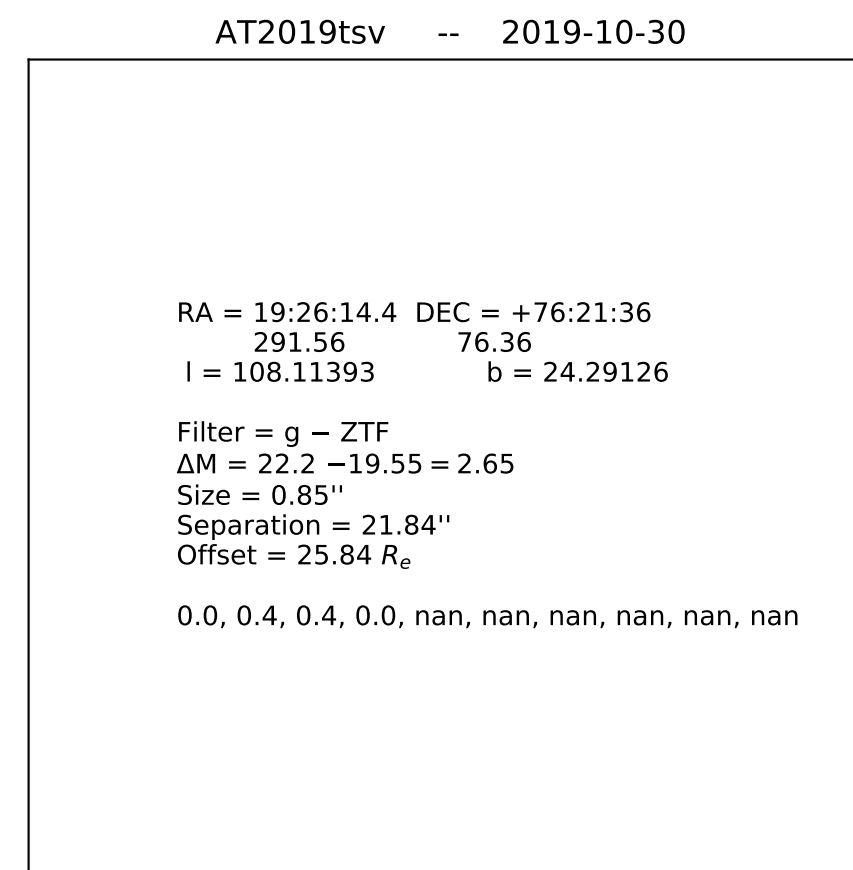 AT2019tsv -- 2019-10-30
RA = 19:26:14.4 DEC = +76:21:36
291.56 76.36
l = 108.11393 b = 24.29126
Filter = g − ZTF
ΔM = 22.2 −19.55 = 2.65
Size = 0.85''
Separation = 21.84''
Offset = 25.84 Rₑ
0.0, 0.4, 0.4, 0.0, nan, nan, nan, nan, nan, nan